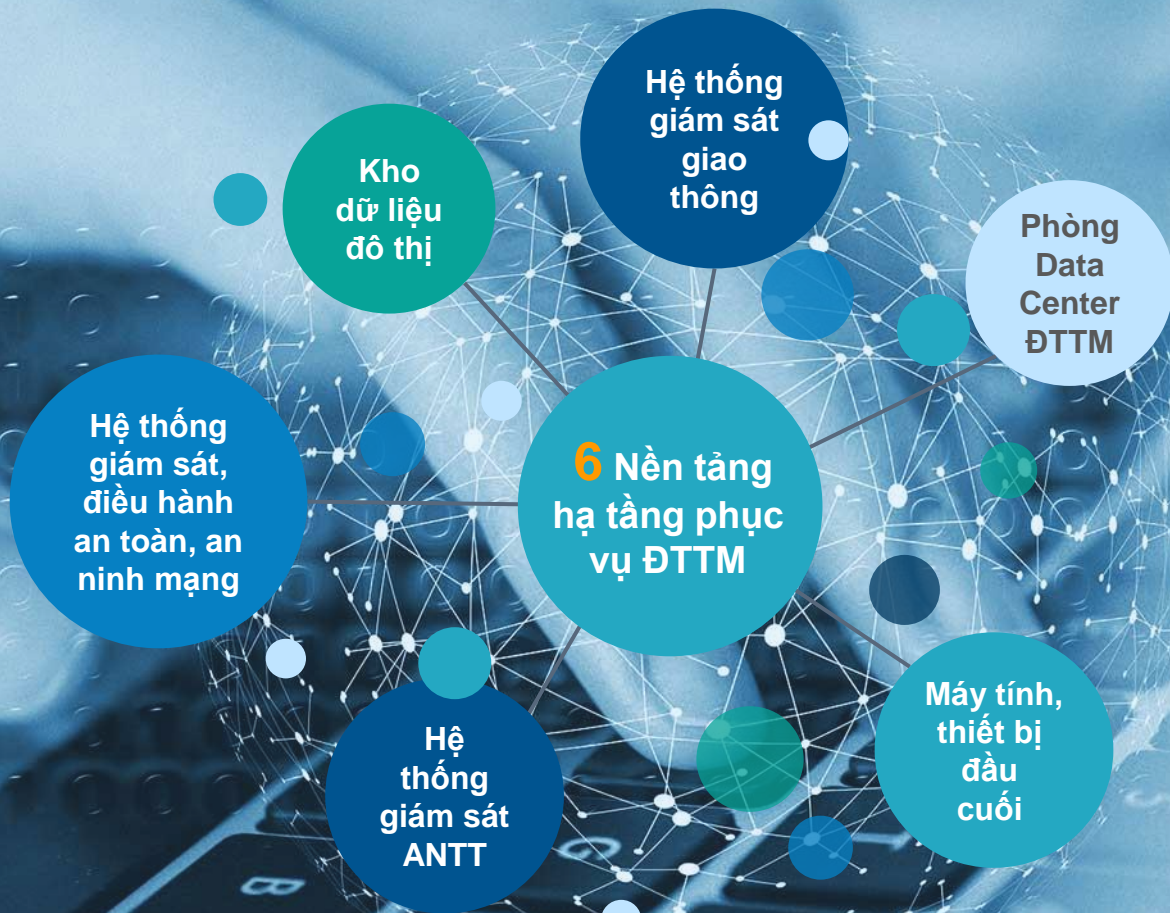 Hệ thống
giám sát
giao
thông
Kho
dữ liệu
đô thị
Phòng
Data
Center
ĐTTM
Hệ thống
giám sát,
điều hành
an toàn, an
ninh mạng
6 Nền tảng
hạ tầng phục
vụ ĐTTM
Hệ
thống
giám sát
ANTT
Máy tính,
thiết bị
đầu
cuối